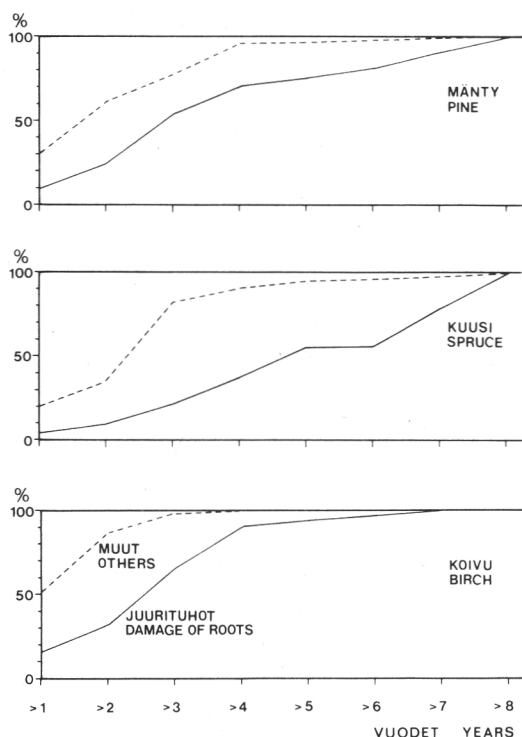 %
100
50
0
MÄNTY
PINE
%
100
50
0
KUUSI
SPRUCE
%
100
50
0
MUUT
OTHERS
JUURITUHOT
DAMAGE OF ROOTS
KOIVU
BIRCH
>1 >2 >3 >4 >5 >6 >7 >8
VUODET YEARS